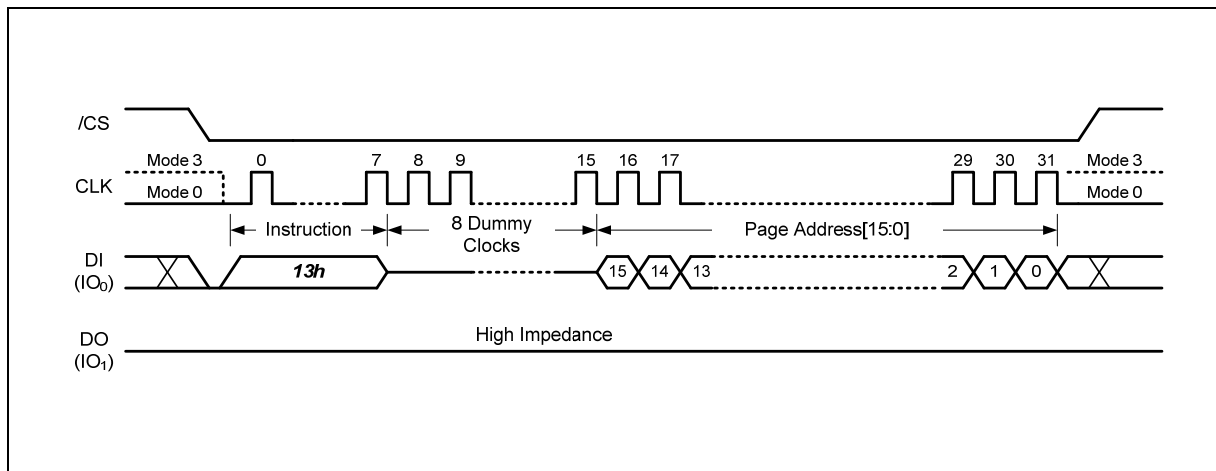 /CS
Mode 3 0 7 8 9 15 16 17 29 30 31 Mode 3
CLK
Mode 0 Mode 0
Instruction 8 Dummy Clocks Page Address[15:0]
DI
(IO0)
13h 15 14 13 2 1 0
High Impedance
DO
(IO1)